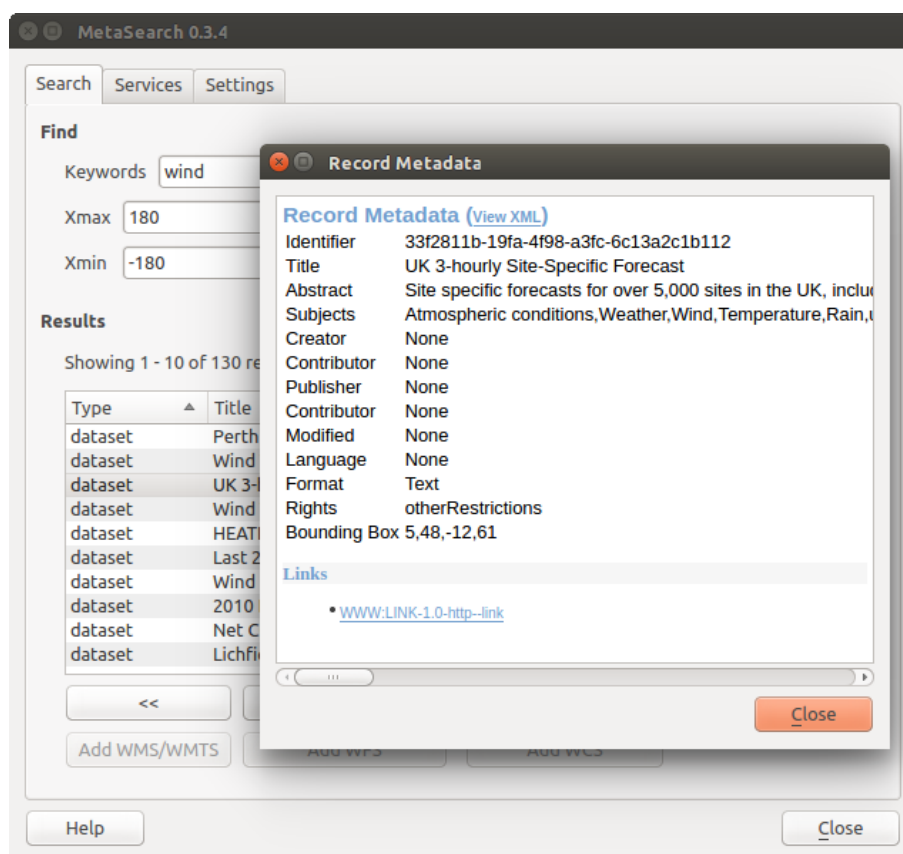 MetaSearch 0.3.4
Search Services Settings
Find
Keywords wind
Xmax 180
Xmin -180
Results
Showing 1 - 10 of 130
Type Title
dataset Perth
dataset Wind
dataset UK
dataset Wind
dataset
dataset Last 2
dataset Wind
dataset 2010
dataset Net C
dataset
<<
Add WMS/WMTS Add WFS Add WCS
Help Close
Record Metadata
Record Metadata (View XML)
Identifier 33f2811b-19fa-4f98-a3fc-6c13a2c1b112
Title UK 3-hourly Site-Specific Forecast
Abstract Site specific forecasts for over 5,000 sites in the UK,
Subjects Atmospheric conditions,Weather,Wind,Temperature,Rain,
Creator None
Contributor None
Publisher None
Contributor None
Modified None
Language None
Format Text
Rights otherRestrictions
Bounding Box 5,48,-12,61
Links
WWW:LINK-1.0-http--link
Close